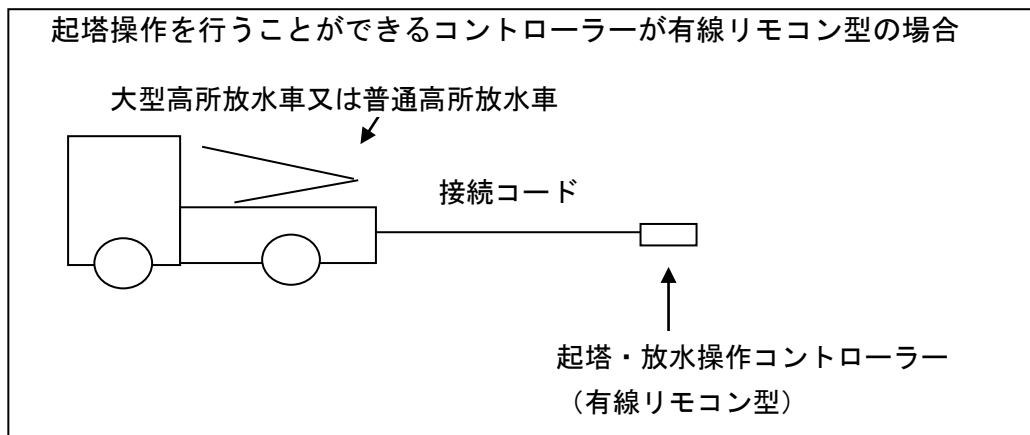 起塔操作を行うことができるコントローラーが有線リモコン型の場合
大型高所放水車又は普通高所放水車
接続コード
起塔・放水操作コントローラー
（有線リモコン型）